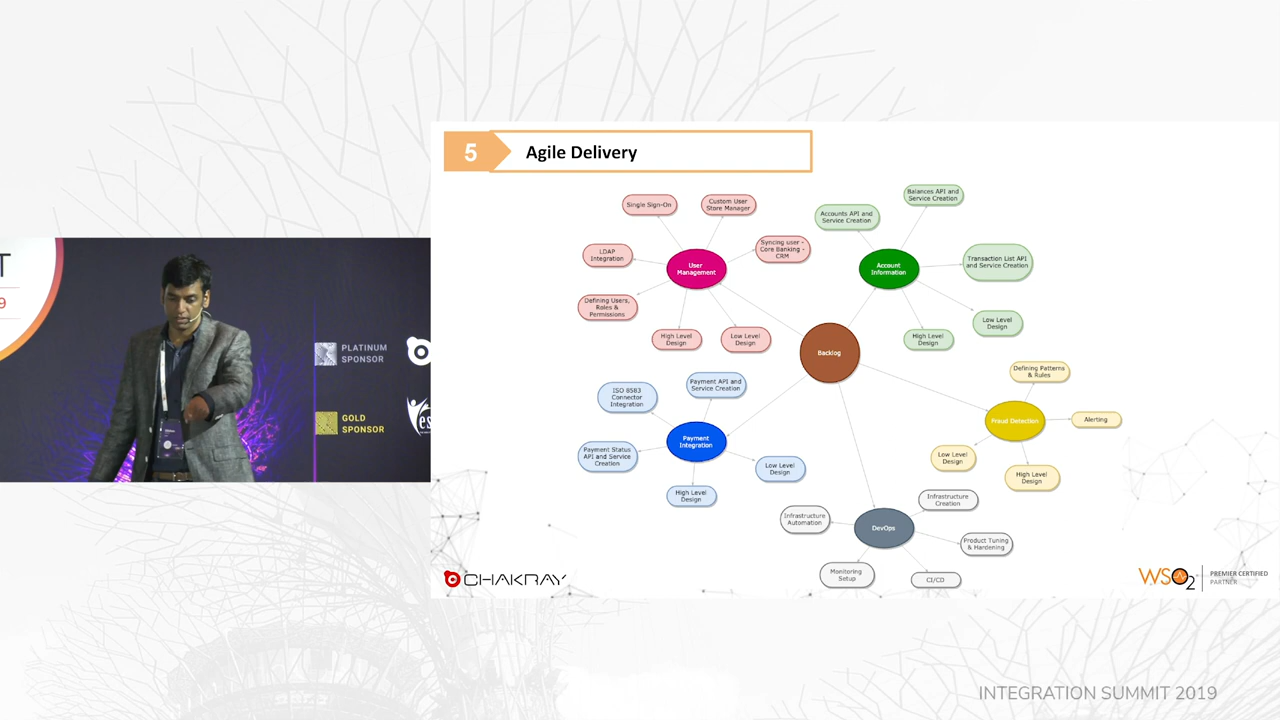 5
Agile Delivery
Single Sign-On
Custom User
Store Manager
LDAP
Integration
Syncing user -
Core Banking -
CRM
User
Management
Defining Users,
Roles &
Permissions
High Level
Design
Low Level
Design
Balances API and
Service Creation
Accounts API and
Service Creation
Account
Information
Transaction List API
and Service Creation
Low Level
Design
High Level
Design
Backlog
Defining Patterns
& Rules
Fraud Detection
Alerting
Low Level
Design
High Level
Design
ISO 8583
Connector
Integration
Payment API and
Service Creation
Payment
Integration
Payment Status
API and Service
Creation
Low Level
Design
High Level
Design
Infrastructure
Creation
Infrastructure
Automation
DevOps
Product Tuning
& Hardening
Monitoring
Setup
CI/CD
T
9
PLATINUM
SPONSOR
GOLD
SPONSOR
es
CHAKRAY
WSO2
PREMIER CERTIFIED
PARTNER
INTEGRATION SUMMIT 2019